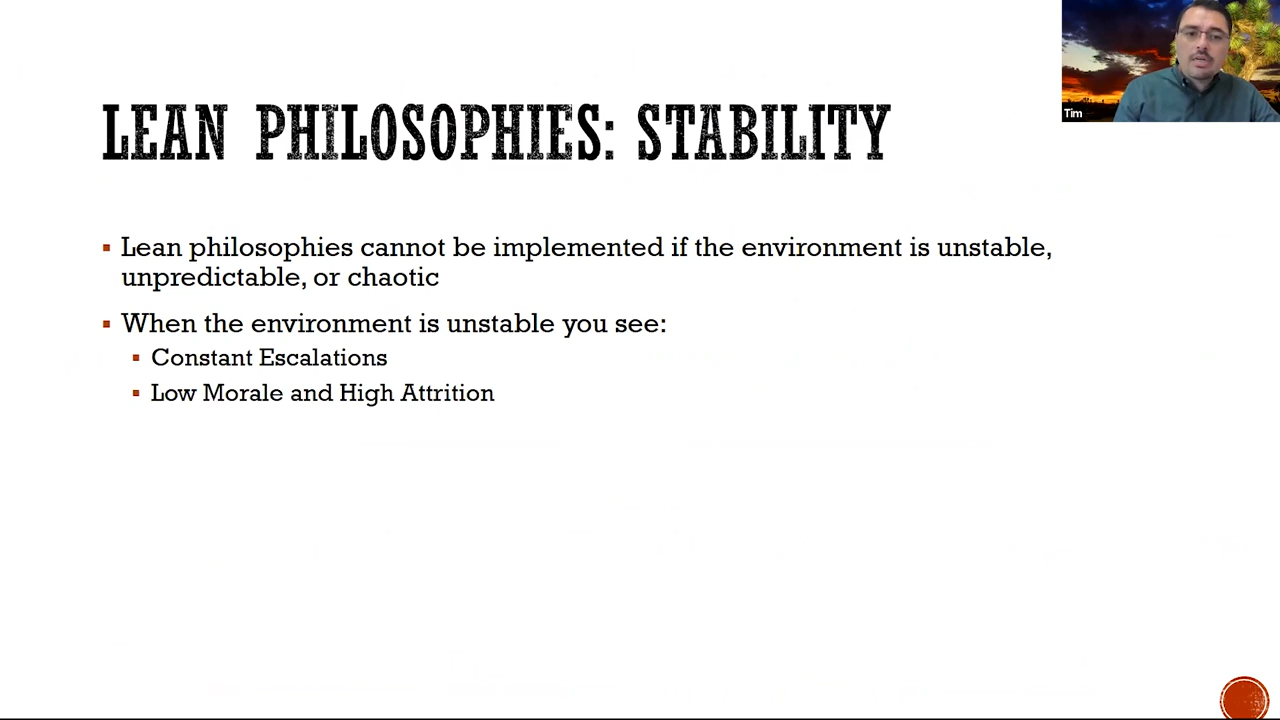 Tim
LEAN PHILOSOPHIES: STABILITY
Lean philosophies cannot be implemented if the environment is unstable,
unpredictable, or chaotic
When the environment is unstable you see:
Constant Escalations
Low Morale and High Attrition